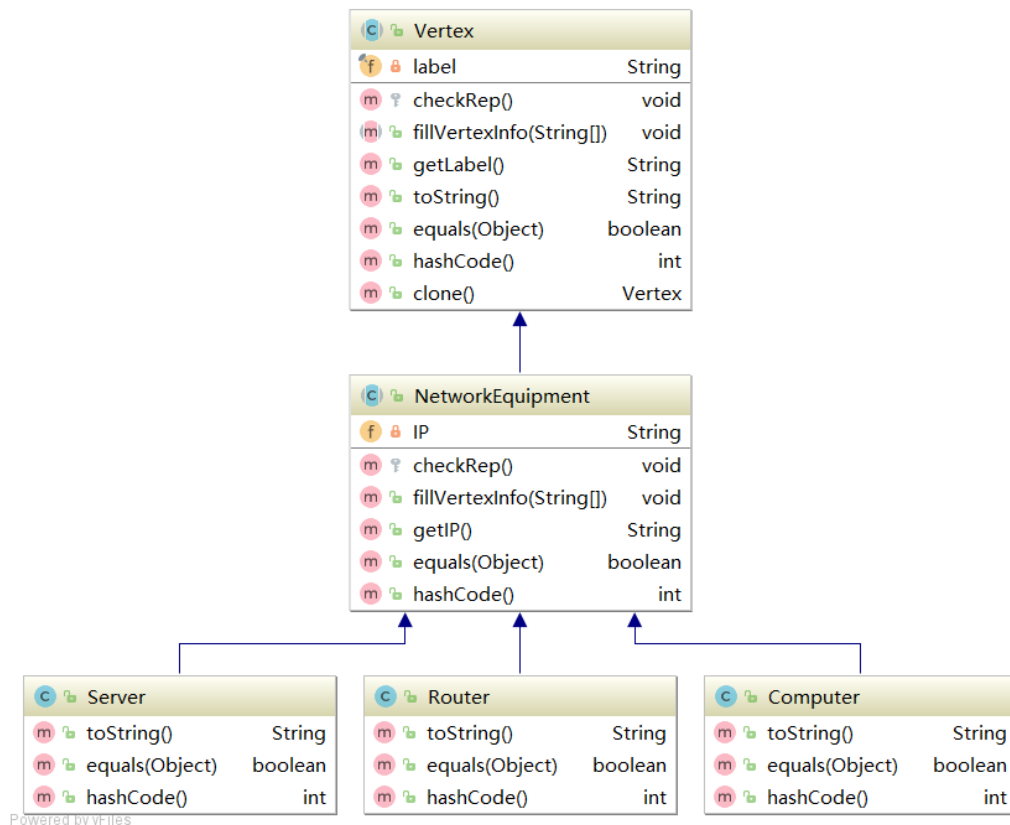 Vertex
label String
checkRep() void
fillVertexInfo(String[]) void
getLabel() String
toString() String
equals(Object) boolean
hashCode() int
clone() Vertex
NetworkEquipment
IP String
checkRep() void
fillVertexInfo(String[]) void
getIP() String
equals(Object) boolean
hashCode() int
Server
toString() String
equals(Object) boolean
hashCode() int
Router
toString() String
equals(Object) boolean
hashCode() int
Computer
toString() String
equals(Object) boolean
hashCode() int
Powered by yFiles